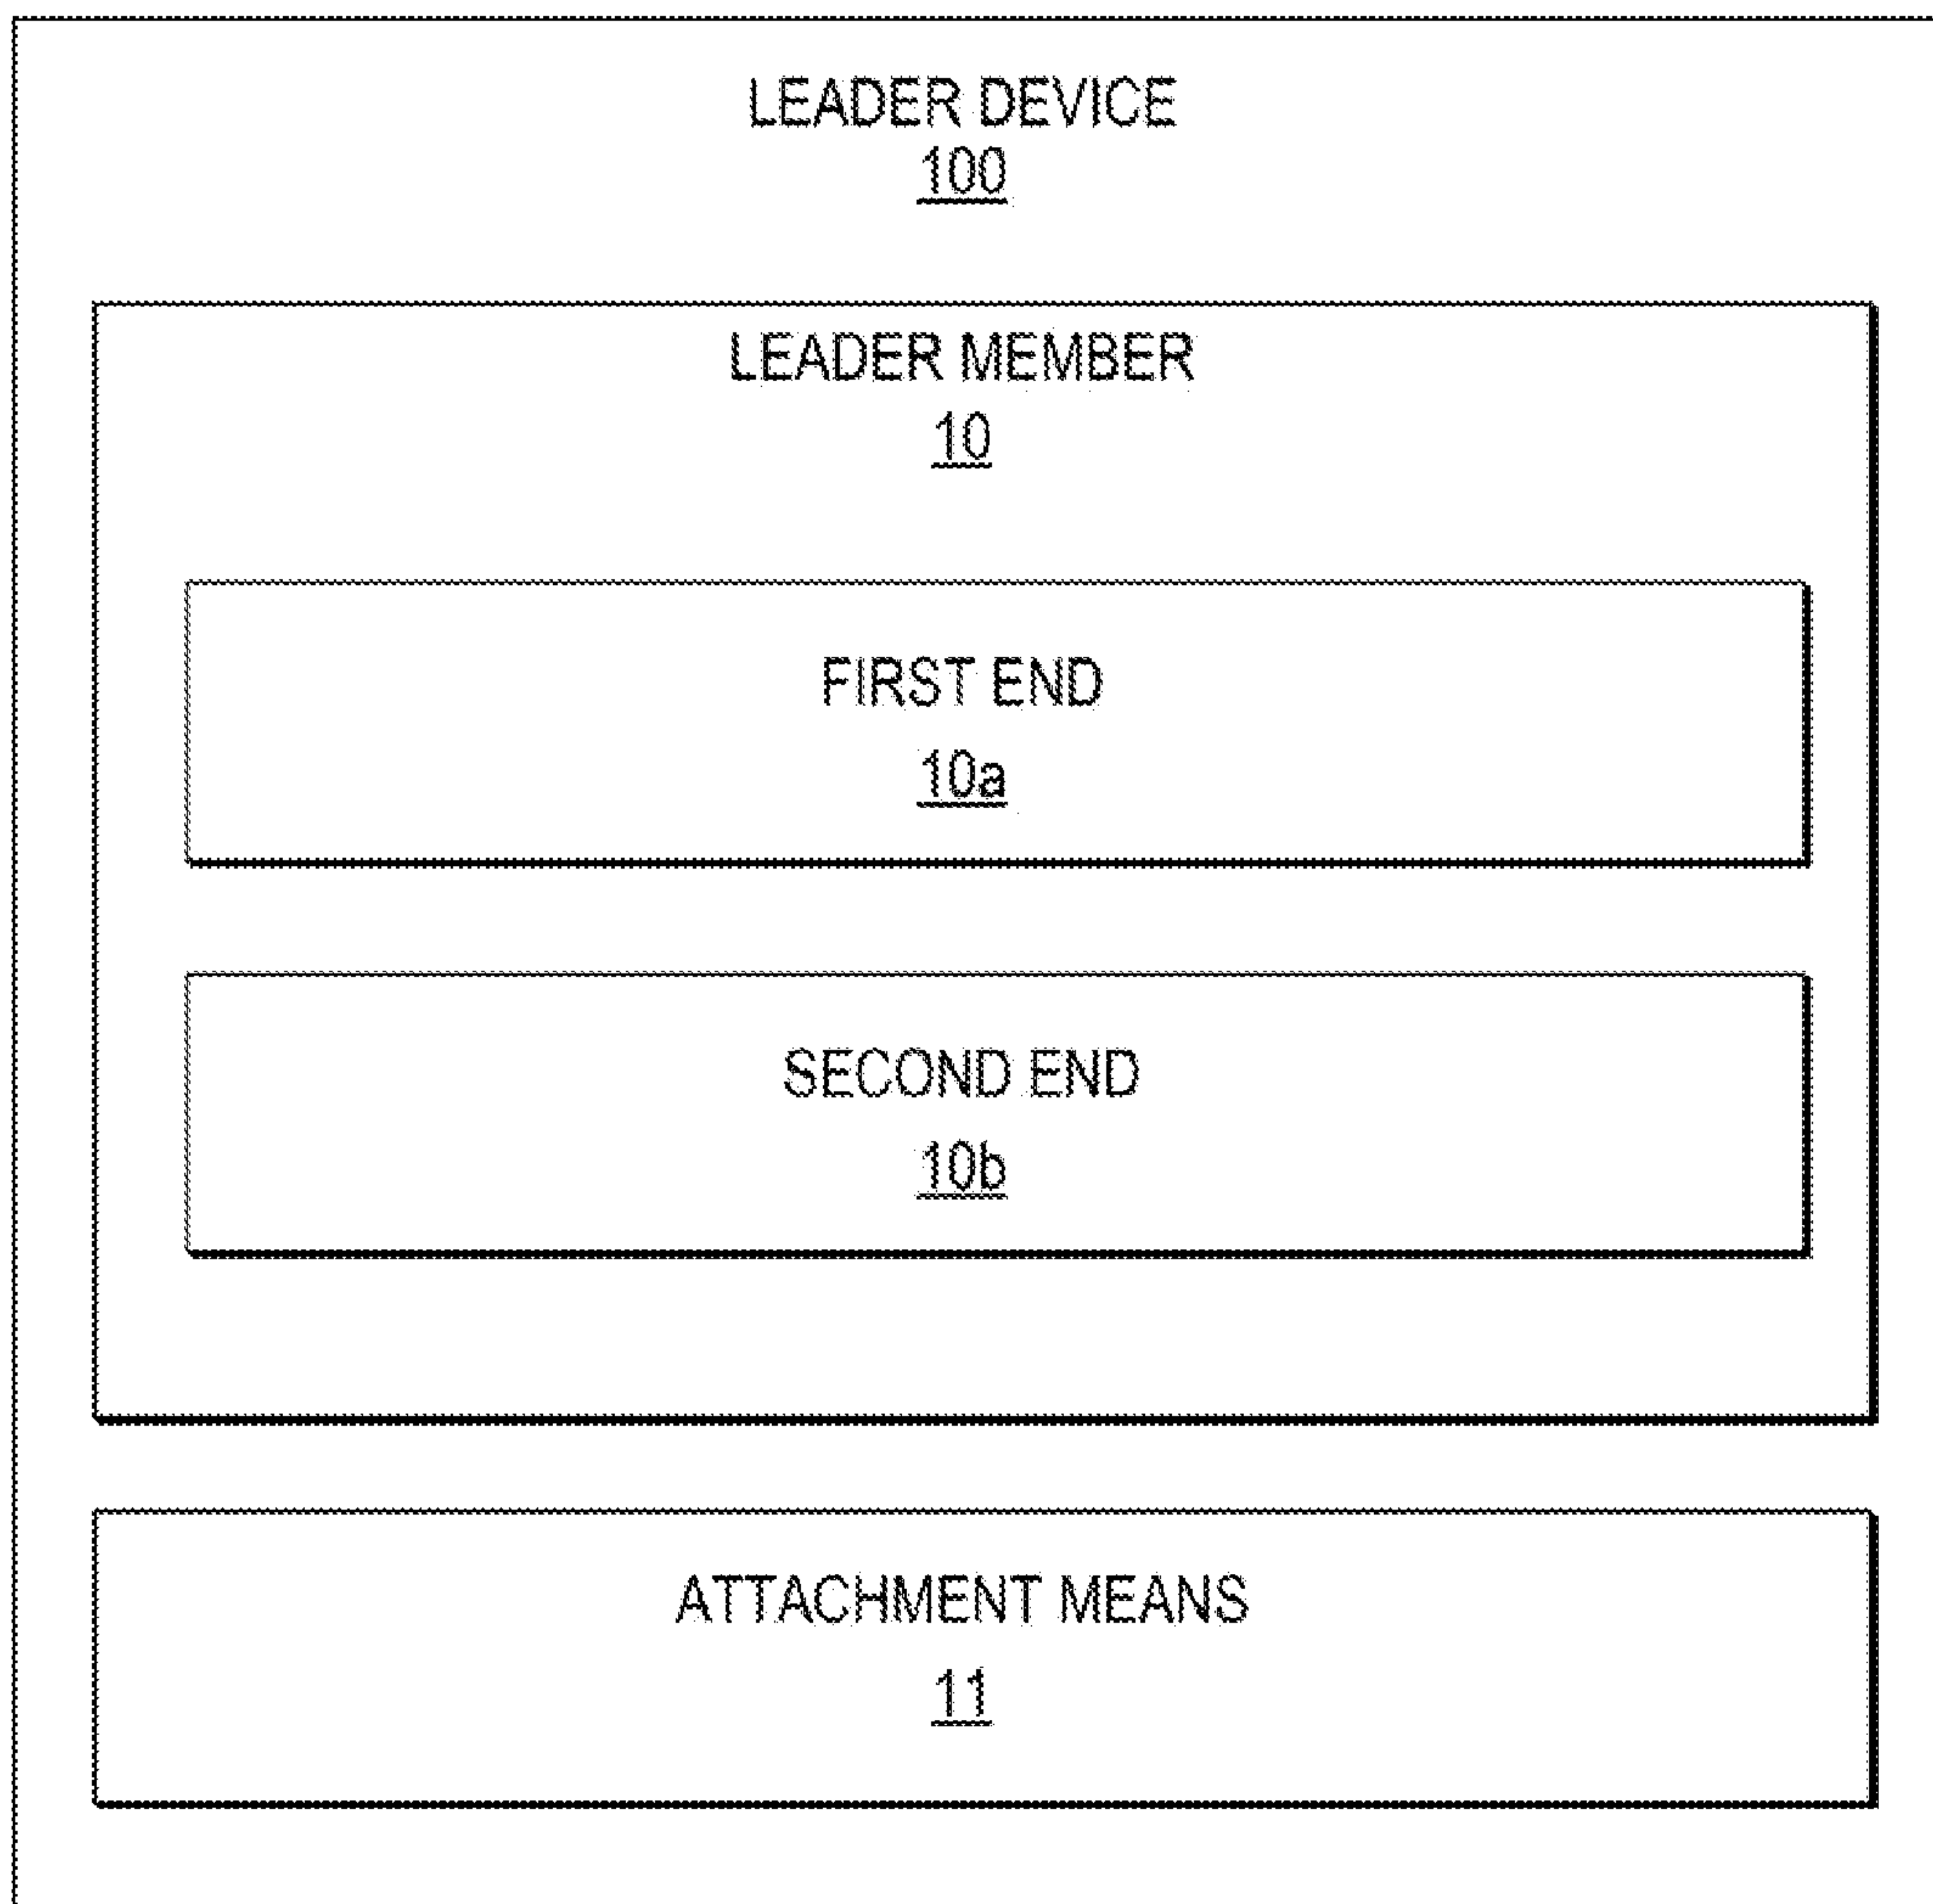 LEADER DEVICE
100
LEADER MEMBER
10
FIRST END
10a
SECOND END
10b
ATTACHMENT MEANS
11